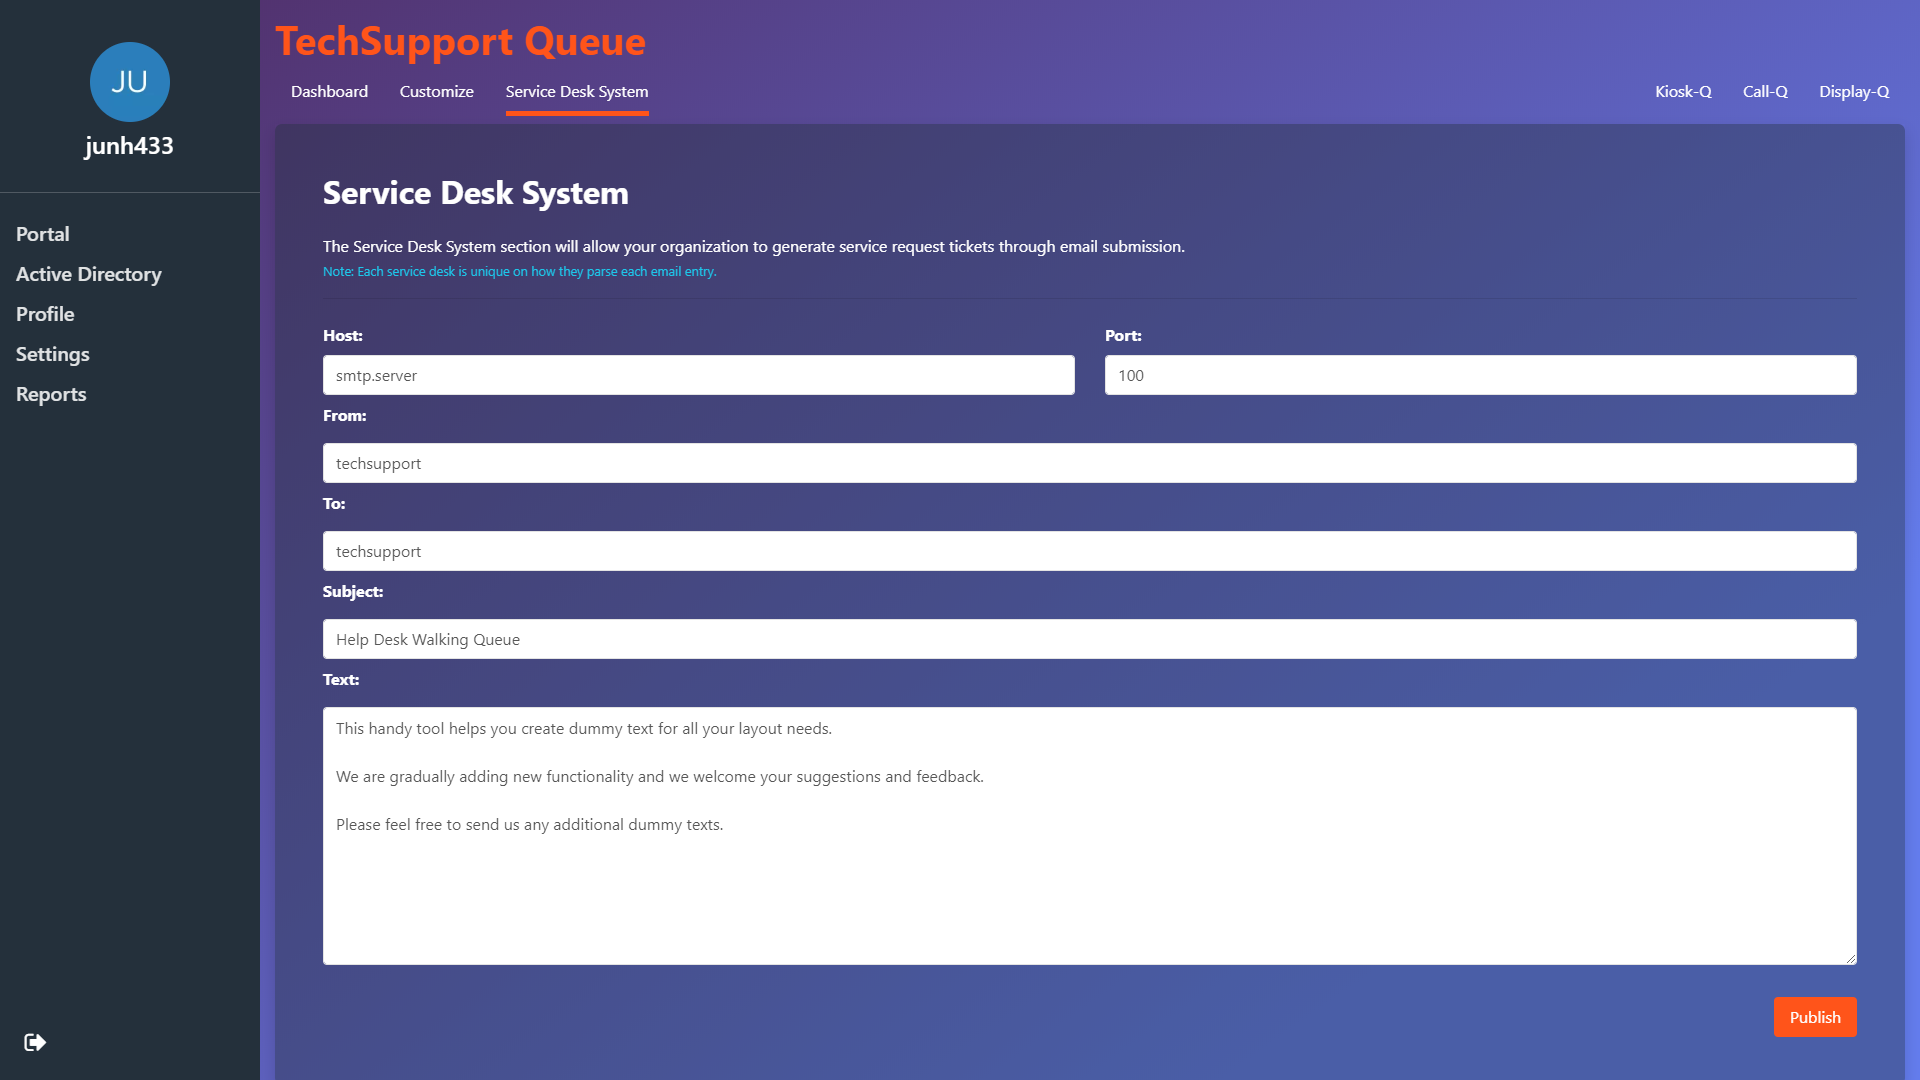 JU
junh433
Portal
Active Directory
Profile
Settings
Reports
TechSupport Queue
Dashboard Customize Service Desk System Kiosk-Q Call-Q Display-Q
Service Desk System
The Service Desk System section will allow your organization to generate service request tickets through email submission.
Note: Each service desk is unique on how they parse each email entry.
Host: Port:
smtp.server 100
From:
techsupport
To:
techsupport
Subject:
Help Desk Walking Queue
Text:
This handy tool helps you create dummy text for all your layout needs.
We are gradually adding new functionality and we welcome your suggestions and feedback.
Please feel free to send us any additional dummy texts.
Publish